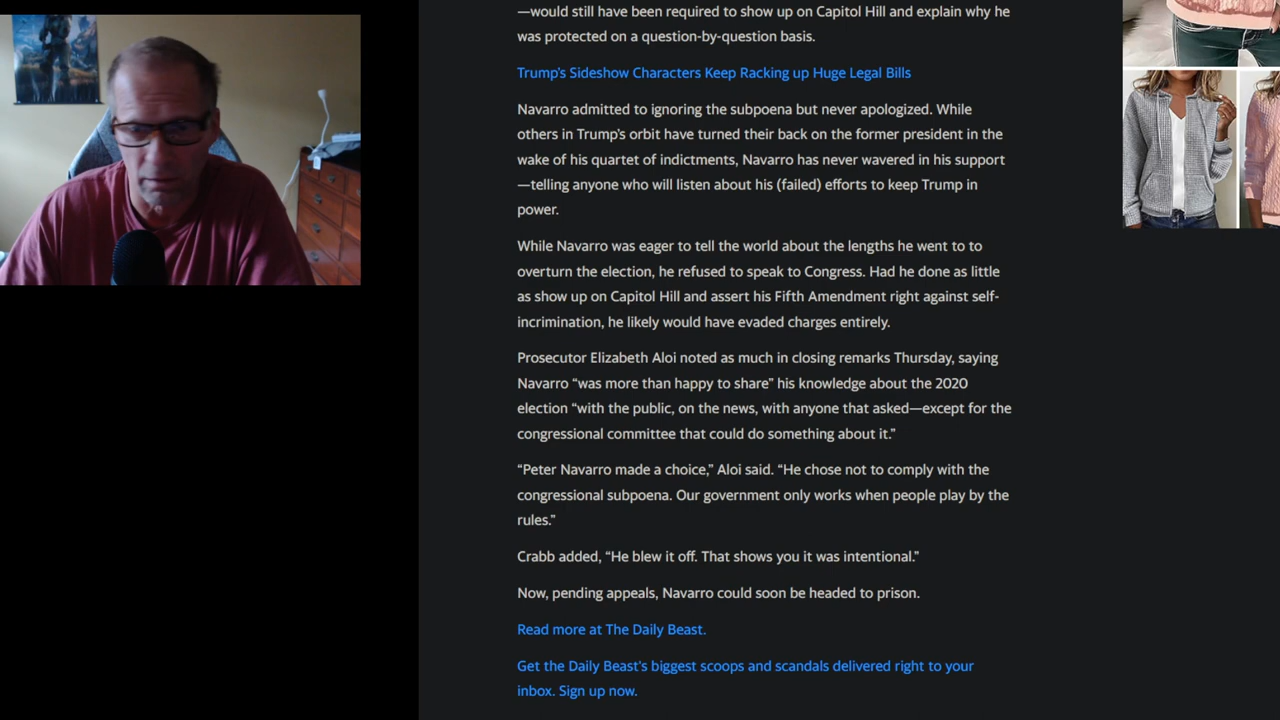 —would still have been required to show up on Capitol Hill and explain why he
was protected on a question-by-question basis.
Trump's Sideshow Characters Keep Racking up Huge Legal Bills
Navarro admitted to ignoring the subpoena but never apologized. While
others in Trump's orbit have turned their back on the former president in the
wake of his quartet of indictments, Navarro has never wavered in his support
—telling anyone who will listen about his (failed) efforts to keep Trump in
power.
While Navarro was eager to tell the world about the lengths he went to to
overturn the election, he refused to speak to Congress. Had he done as little
as show up on Capitol Hill and assert his Fifth Amendment right against self-
incrimination, he likely would have evaded charges entirely.
Prosecutor Elizabeth Aloi noted as much in closing remarks Thursday, saying
Navarro “was more than happy to share” his knowledge about the 2020
election “with the public, on the news, with anyone that asked—except for the
congressional committee that could do something about it.”
“Peter Navarro made a choice,” Aloi said. “He chose not to comply with the
congressional subpoena. Our government only works when people play by the
rules.”
Crabb added, “He blew it off. That shows you it was intentional.”
Now, pending appeals, Navarro could soon be headed to prison.
Read more at The Daily Beast.
Get the Daily Beast's biggest scoops and scandals delivered right to your
inbox. Sign up now.